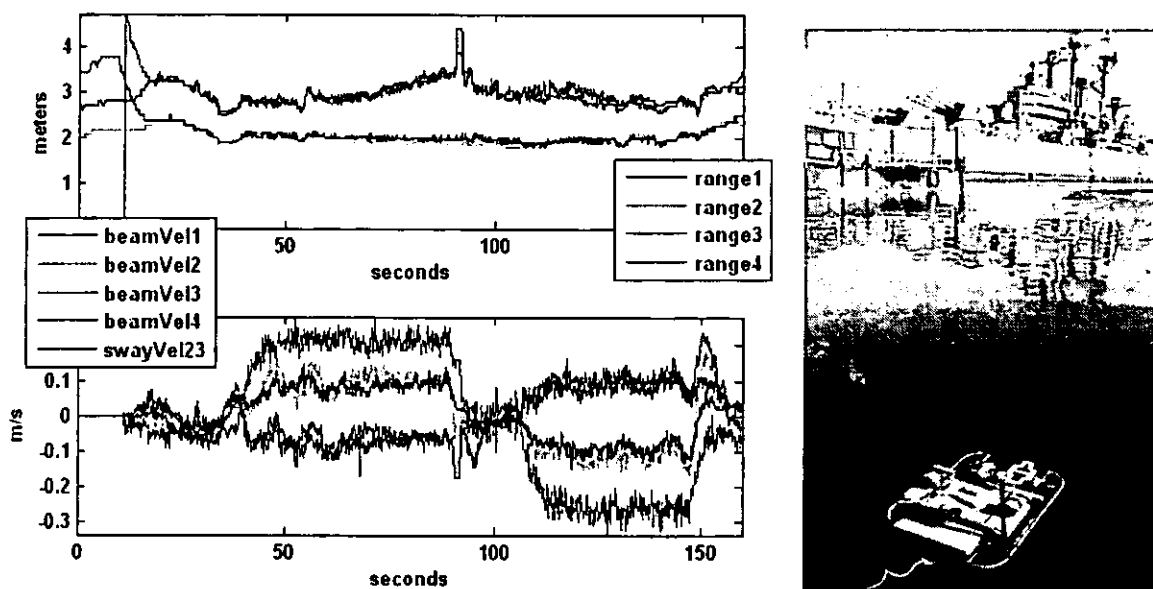 4
3
2
1
meters
50
100
seconds
range1
range2
range3
range4
beamVel1
beamVel2
beamVel3
beamVel4
swayVel23
0.1
0
-0.1
-0.2
-0.3
m/s
0
50
100
150
seconds